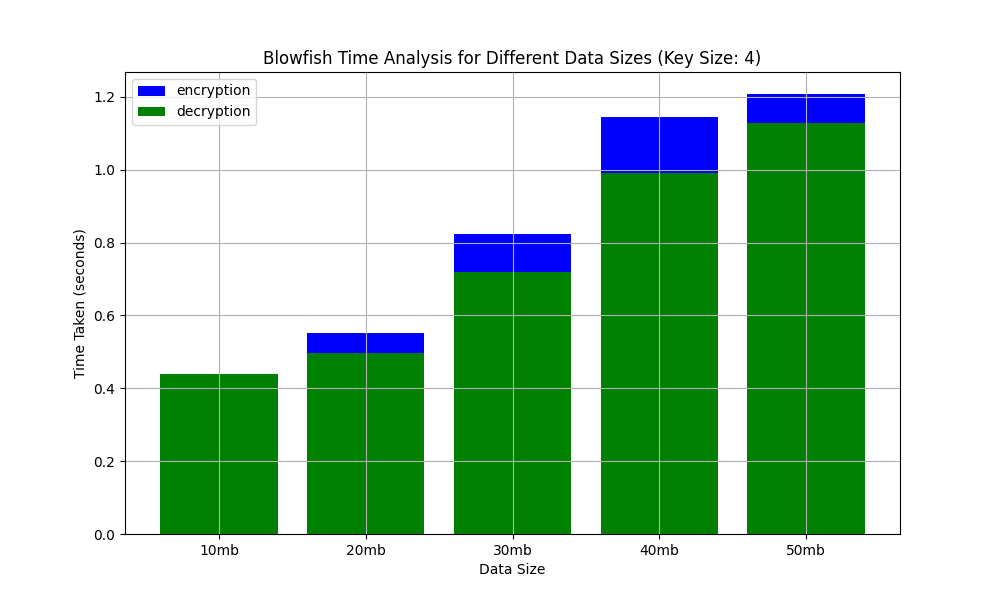 Blowfish Time Analysis for Different Data Sizes (Key Size: 4)
encryption
decryption
Time Taken (seconds)
1.2
1.0
0.8
0.6
0.4
0.2
0.0
10mb 20mb 30mb 40mb 50mb
Data Size